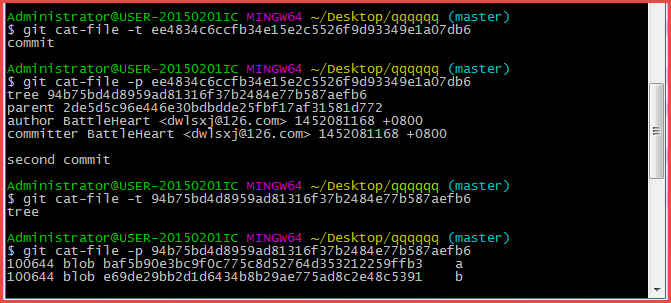 Administrator@USER-20150201IC MINGW64 ~/Desktop/qqqqqq (master)
$ git cat-file -t ee4834c6ccfb34e15e2c5526f9d93349e1a07db6
commit
Administrator@USER-20150201IC MINGW64 ~/Desktop/qqqqqq (master)
$ git cat-file -p ee4834c6ccfb34e15e2c5526f9d93349e1a07db6
tree 94b75bd4d8959ad81316f37b2484e77b587aefb6
parent 2de5d5c96e446e30bdbdde25fbf17af31581d772
author BattleHeart <dwlsxj@126.com> 1452081168 +0800
committer BattleHeart <dwlsxj@126.com> 1452081168 +0800
second commit
Administrator@USER-20150201IC MINGW64 ~/Desktop/qqqqqq (master)
$ git cat-file -t 94b75bd4d8959ad81316f37b2484e77b587aefb6
tree
Administrator@USER-20150201IC MINGW64 ~/Desktop/qqqqqq (master)
$ git cat-file -p 94b75bd4d8959ad81316f37b2484e77b587aefb6
100644 blob baf5b90e3bc9f0c775c8d52764d353212259ffb3 a
100644 blob e69de29bb2d1d6434b8b29ae775ad8c2e48c5391 b